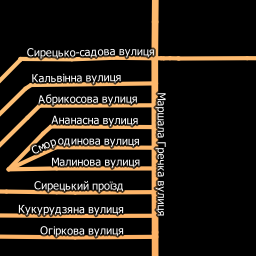 Сирецько-садова вулиця
Кальвінна вулиця
Абрикосова вулиця
Ананасна вулиця
Смородинова вулиця
Малинова вулиця
Сирецький проїзд
Кукурудзяна вулиця
Огіркова вулиця
Маршала Гречка вулиця